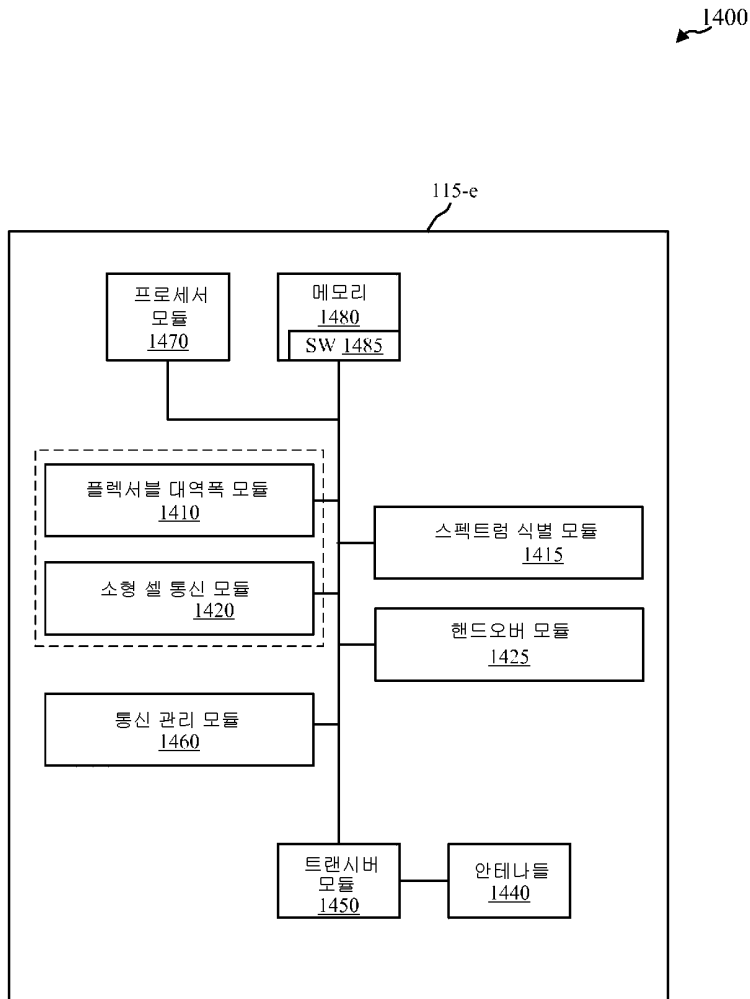 1400
115-e
프로세서
모듈
1470
메모리
1480
SW 1485
플렉서블 대역폭 모듈
1410
스펙트럼 식별 모듈
1415
소형 셀 통신 모듈
1420
핸드오버 모듈
1425
통신 관리 모듈
1460
트랜시버
모듈
1450
안테나들
1440